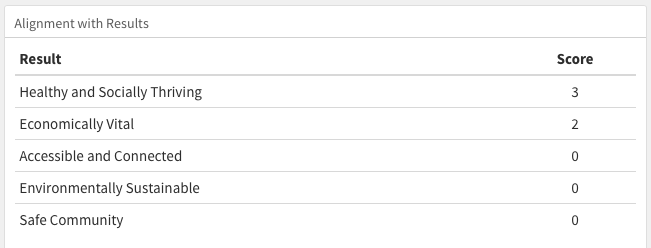 Alignment with Results
Result Score
Healthy and Socially Thriving 3
Economically Vital 2
Accessible and Connected 0
Environmentally Sustainable 0
Safe Community 0